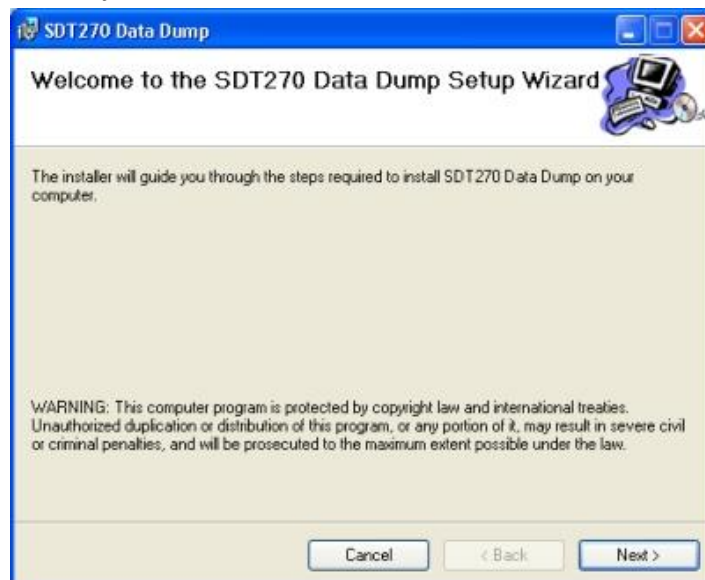 SDT270 Data Dump
Welcome to the SDT270 Data Dump Setup Wizard
The installer will guide you through the steps required to install SDT270 Data Dump on your
computer.
WARNING: This computer program is protected by copyright law and international treaties.
Unauthorized duplication or distribution of this program, or any portion of it, may result in severe civil
or criminal penalties, and will be prosecuted to the maximum extent possible under the law.
Cancel < Back Next >